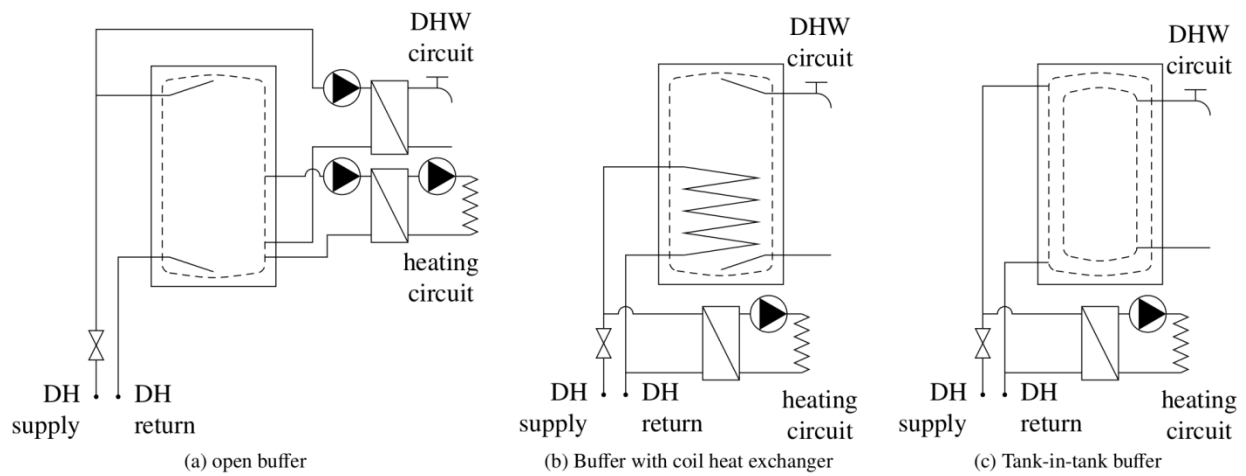 DHW
circuit
heating
circuit
DH
supply
DH
return
(a) open buffer
DHW
circuit
DH
supply
DH
return
heating
circuit
(b) Buffer with coil heat exchanger
DHW
circuit
DH
supply
DH
return
heating
circuit
(c) Tank-in-tank buffer